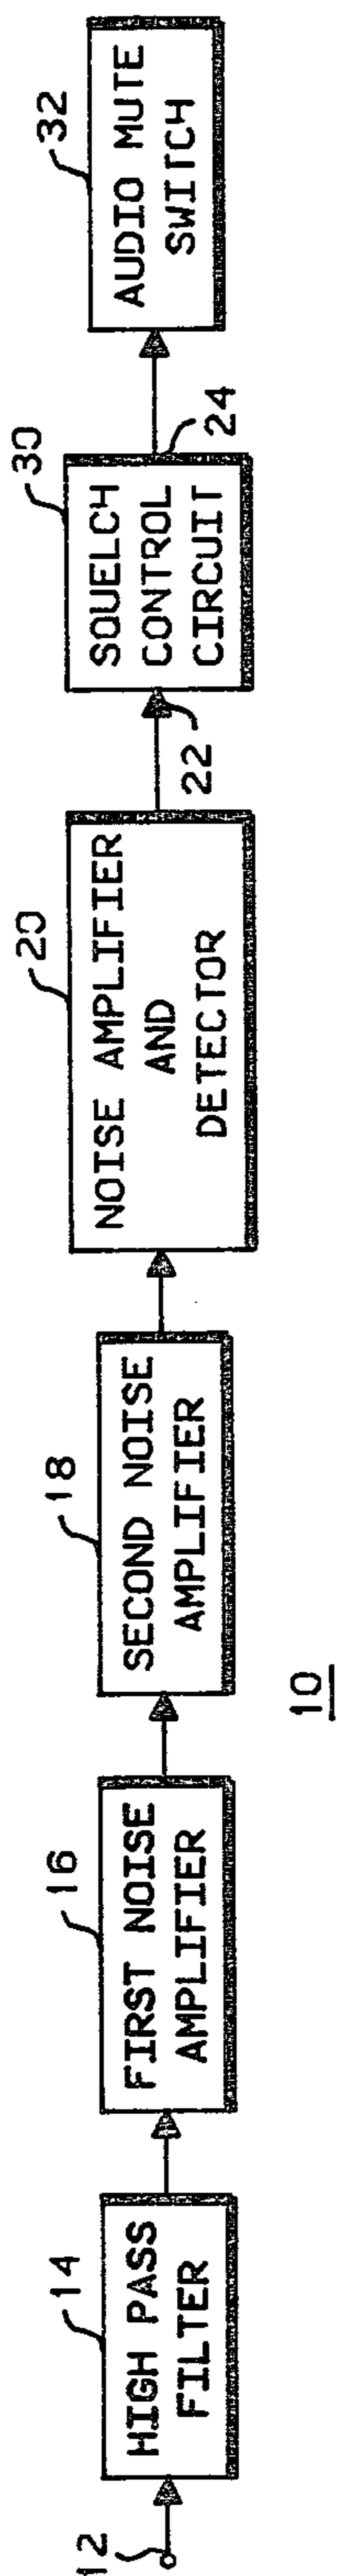 12
14
HIGH PASS
FILTER
16
FIRST NOISE
AMPLIFIER
18
SECOND NOISE
AMPLIFIER
20
NOISE AMPLIFIER
AND
DETECTOR
22
30
SQUELCH
CONTROL
CIRCUIT
24
32
AUDIO MUTE
SWITCH
10